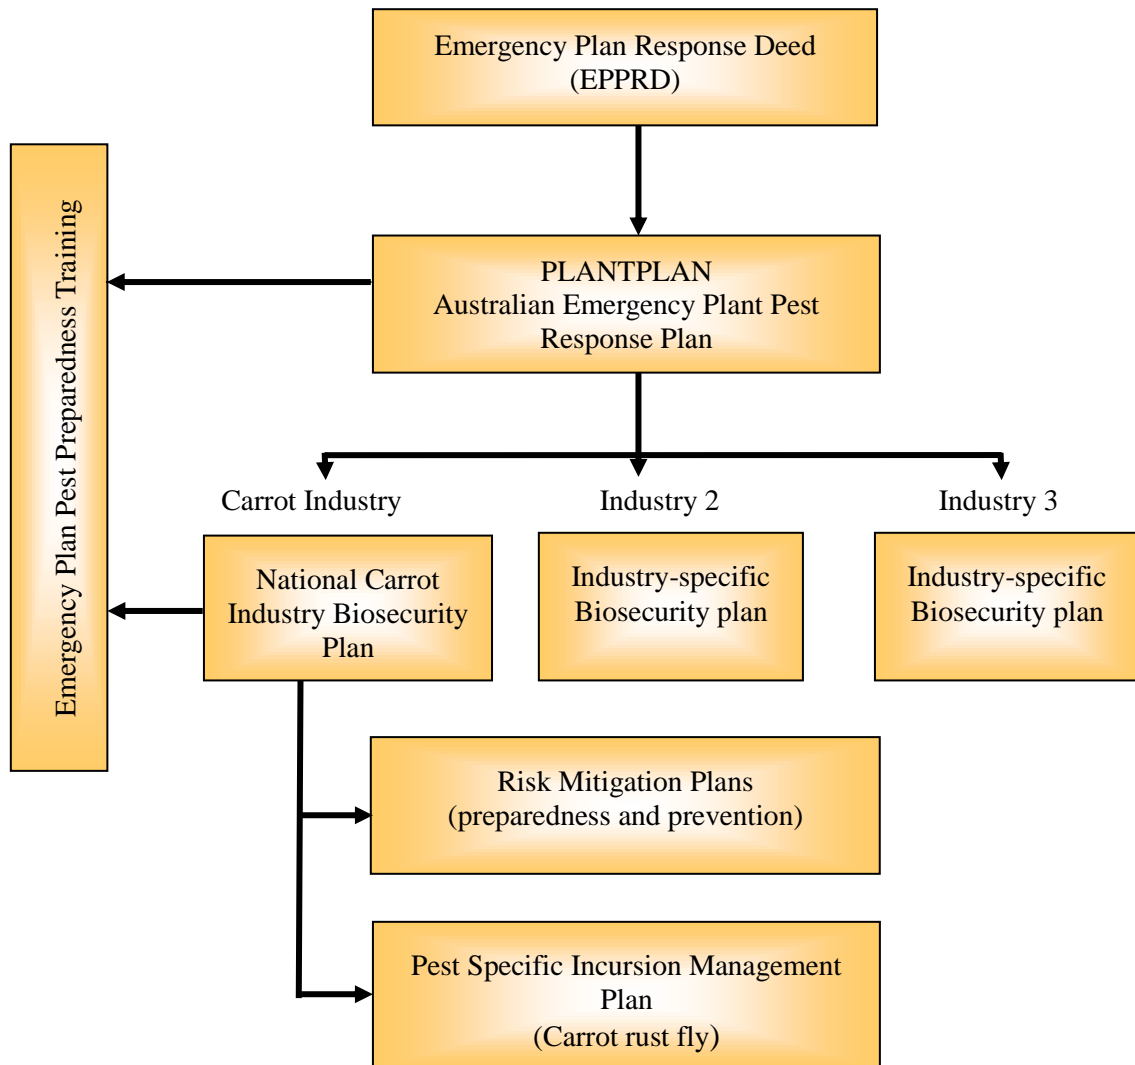 Emergency Plan Response Deed
(EPPRD)
Emergency Plan Pest Preparedness Training
PLANTPLAN
Australian Emergency Plant Pest
Response Plan
Carrot Industry
Industry 2
Industry 3
National Carrot
Industry Biosecurity
Plan
Industry-specific
Biosecurity plan
Industry-specific
Biosecurity plan
Risk Mitigation Plans
(preparedness and prevention)
Pest Specific Incursion Management
Plan
(Carrot rust fly)